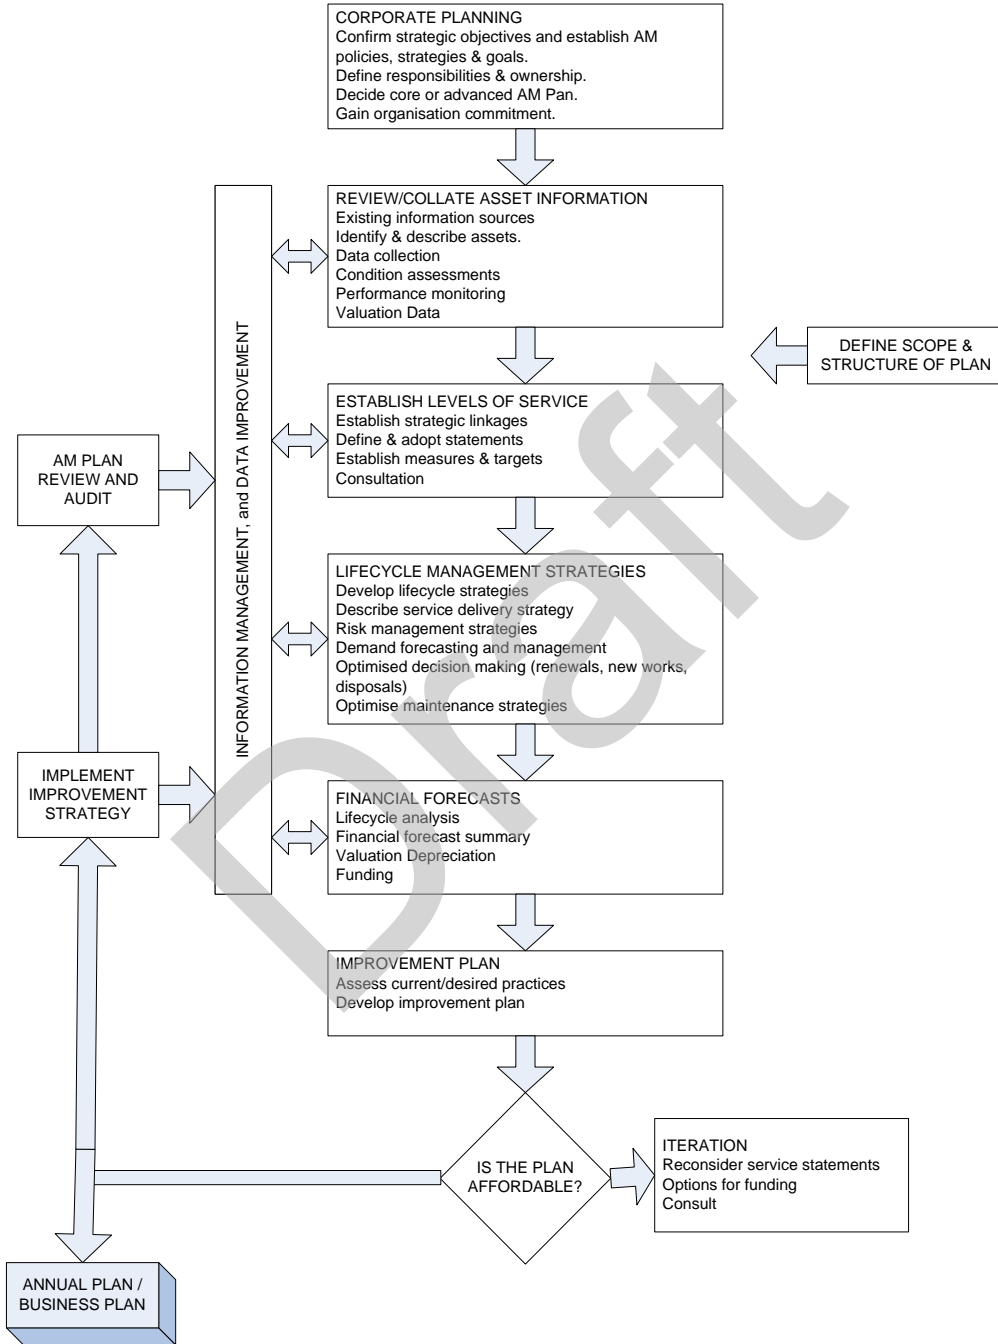 CORPORATE PLANNING
Confirm strategic objectives and establish AM
policies, strategies & goals.
Define responsibilities & ownership.
Decide core or advanced AM Pan.
Gain organisation commitment.
REVIEW/COLLATE ASSET INFORMATION
Existing information sources
Identify & describe assets.
Data collection
Condition assessments
Performance monitoring
Valuation Data
DEFINE SCOPE &
STRUCTURE OF PLAN
INFORMATION MANAGEMENT, and DATA IMPROVEMENT
ESTABLISH LEVELS OF SERVICE
Establish strategic linkages
Define & adopt statements
Establish measures & targets
Consultation
AM PLAN
REVIEW AND
AUDIT
LIFECYCLE MANAGEMENT STRATEGIES
Develop lifecycle strategies
Describe service delivery strategy
Risk management strategies
Demand forecasting and management
Optimised decision making (renewals, new works,
disposals)
Optimise maintenance strategies
IMPLEMENT
IMPROVEMENT
STRATEGY
FINANCIAL FORECASTS
Lifecycle analysis
Financial forecast summary
Valuation Depreciation
Funding
IMPROVEMENT PLAN
Assess current/desired practices
Develop improvement plan
IS THE PLAN
AFFORDABLE?
ITERATION
Reconsider service statements
Options for funding
Consult
ANNUAL PLAN /
BUSINESS PLAN
Draft